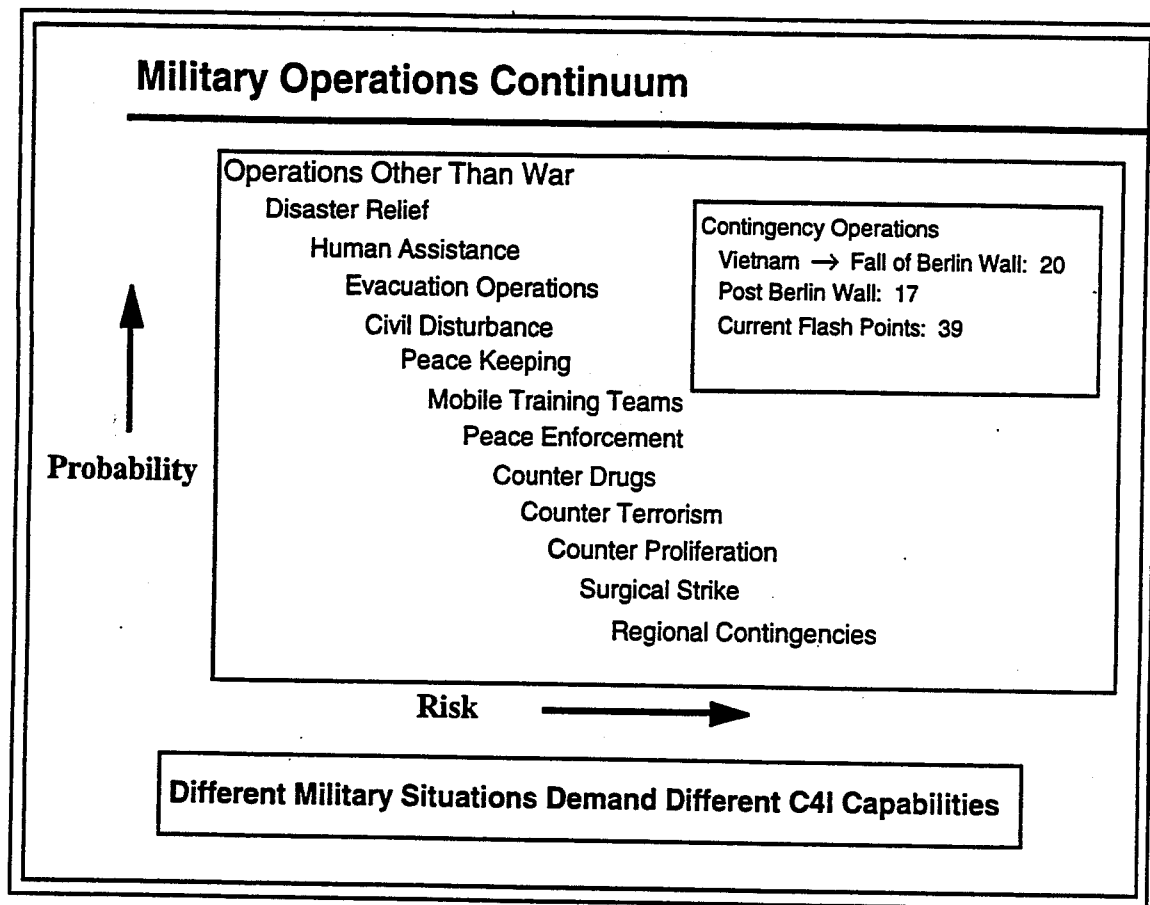 Military Operations Continuum
Operations Other Than War
Disaster Relief
Human Assistance
Evacuation Operations
Civil Disturbance
Peace Keeping
Mobile Training Teams
Peace Enforcement
Counter Drugs
Counter Terrorism
Counter Proliferation
Surgical Strike
Regional Contingencies
Contingency Operations
Vietnam → Fall of Berlin Wall: 20
Post Berlin Wall: 17
Current Flash Points: 39
Probability
Risk
Different Military Situations Demand Different C4I Capabilities